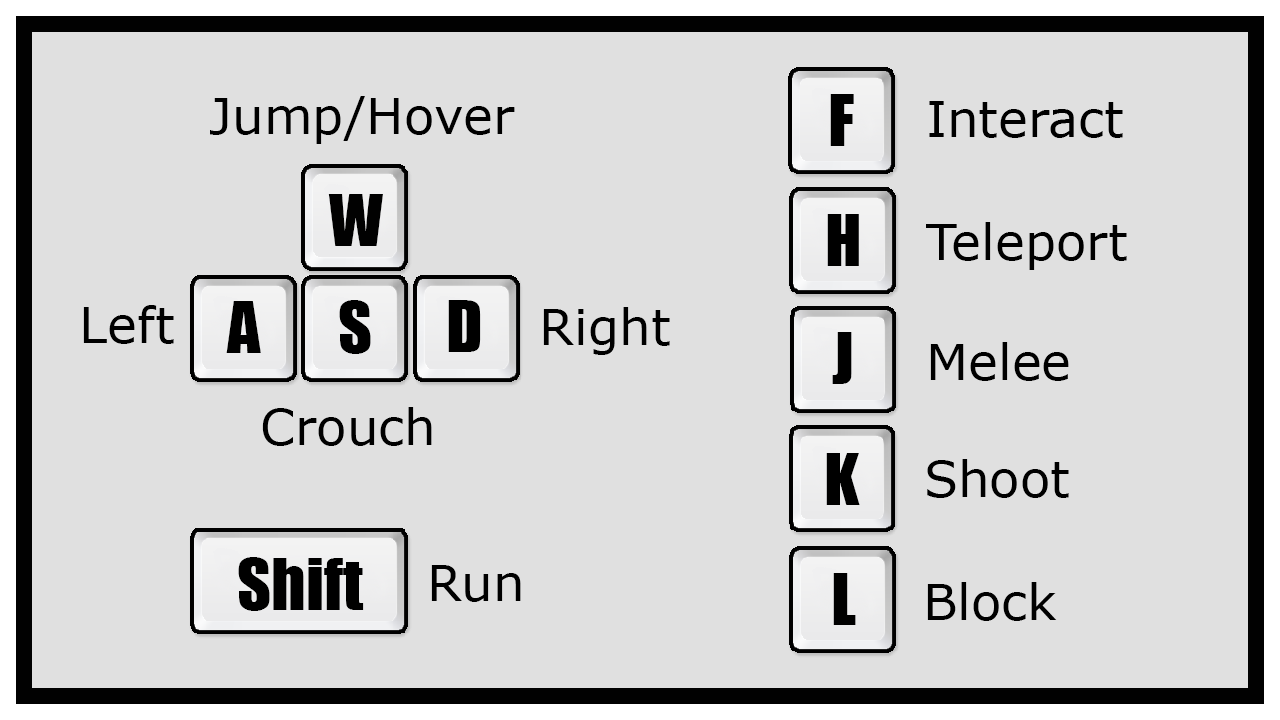 Jump/Hover
W
Left A S D Right
Crouch
Shift Run
F Interact
H Teleport
J Melee
K Shoot
L Block